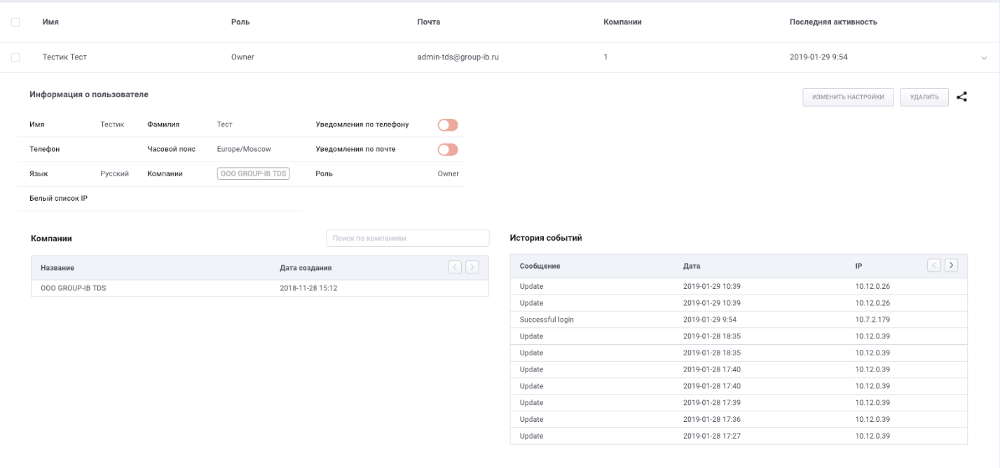 Имя Роль Почта Компании Последняя активность
Тестик Тест Owner admin-tds@group-ib.ru 1 2019-01-29 9:54
Информация о пользователе ИЗМЕНИТЬ НАСТРОЙКИ УДАЛИТЬ
Имя Тестик Фамилия Тест Уведомления по телефону
Телефон Часовой пояс Europe/Moscow Уведомления по почте
Язык Русский Компании ООО GROUP-IB TDS Роль Owner
Белый список IP
Компании Поиск по компаниям
Название Дата создания
ООО GROUP-IB TDS 2018-11-28 15:12
История событий
Сообщение Дата IP
Update 2019-01-29 10:39 10.12.0.26
Update 2019-01-29 10:39 10.12.0.26
Successful login 2019-01-29 9:54 10.7.2.179
Update 2019-01-28 18:35 10.12.0.39
Update 2019-01-28 18:35 10.12.0.39
Update 2019-01-28 17:40 10.12.0.39
Update 2019-01-28 17:40 10.12.0.39
Update 2019-01-28 17:39 10.12.0.39
Update 2019-01-28 17:36 10.12.0.39
Update 2019-01-28 17:27 10.12.0.39